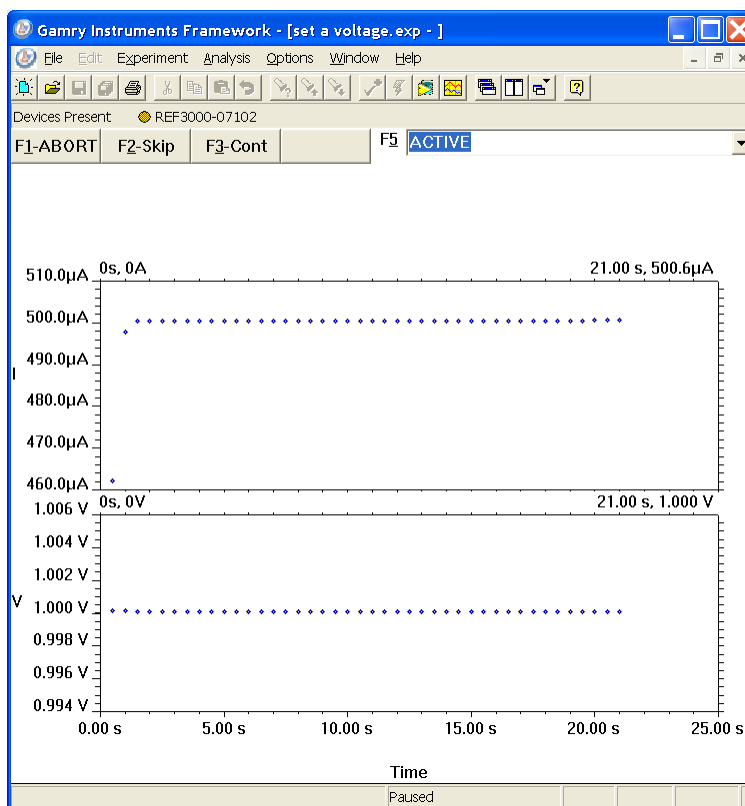 Gamry Instruments Framework - [set a voltage.exp - ]
File Edit Experiment Analysis Options Window Help
Devices Present REF3000-07102
F1-ABORT F2-Skip F3-Cont F5 ACTIVE
0s, 0A 21.00 s, 500.6µA
510.0µA
500.0µA
490.0µA
I
480.0µA
470.0µA
460.0µA
0s, 0V 21.00 s, 1.000 V
1.006 V
1.004 V
1.002 V
V
1.000 V
0.998 V
0.996 V
0.994 V
0.00 s 5.00 s 10.00 s 15.00 s 20.00 s 25.00 s
Time
Paused